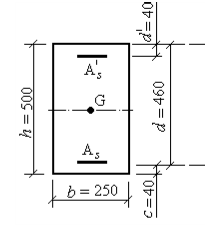 d'=40
h = 500
A's
G
d = 460
As
b = 250
c=40